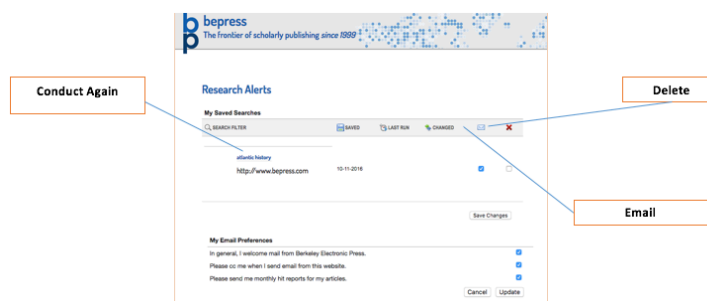 bepress
The frontier of scholarly publishing since 1999
Research Alerts
Conduct Again
Delete
My Saved Searches
SEARCH FILTER SAVED LAST RUN CHANGED
atlantic history
http://www.bepress.com 10-11-2016
Email
Save Changes
My Email Preferences
In general, I welcome mail from Berkeley Electronic Press.
Please cc me when I send email from this website.
Please send me monthly hit reports for my articles.
Cancel Update